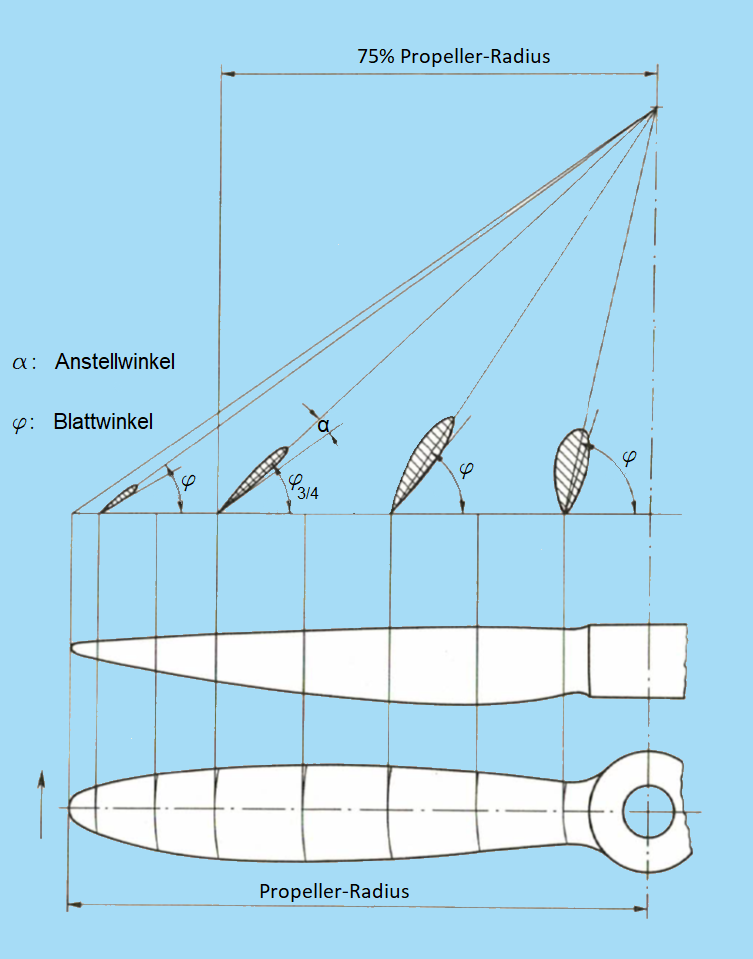 75% Propeller-Radius
α: Anstellwinkel
α
φ: Blattwinkel
φ
φ
φ
φ3/4
Propeller-Radius